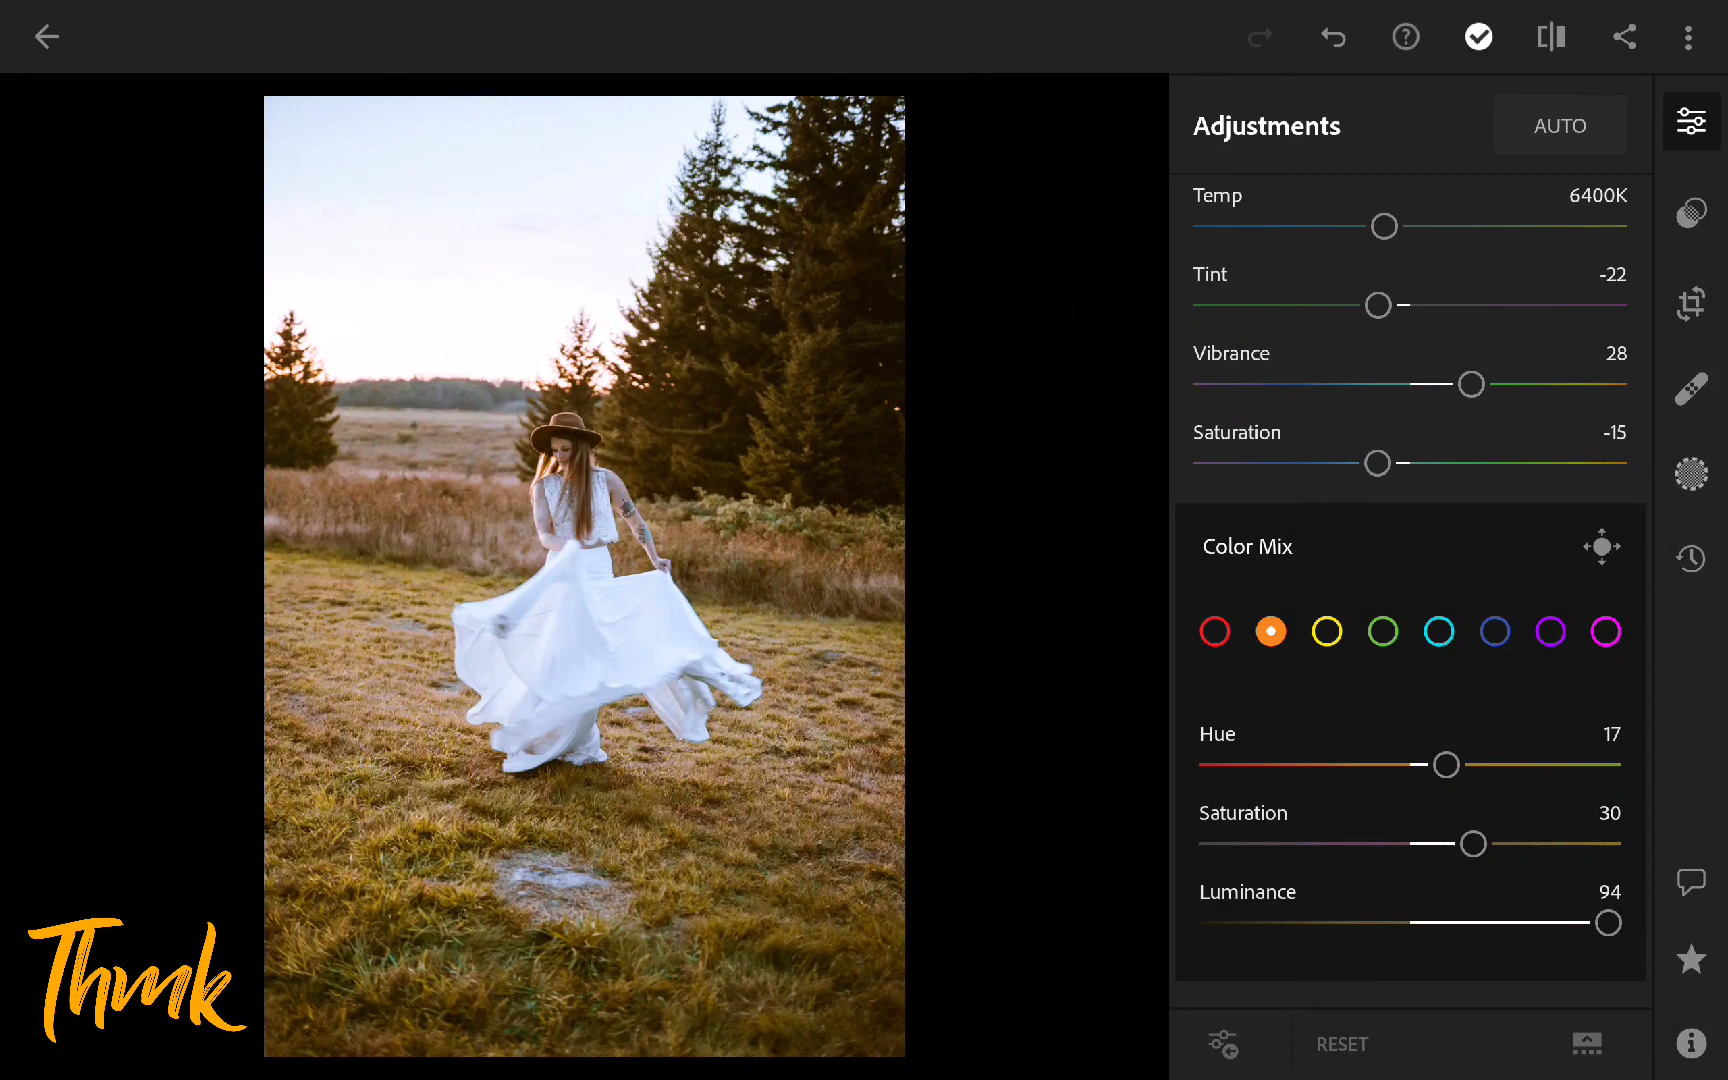 Adjustments AUTO
Temp 6400K
Tint -22
Vibrance 28
Saturation -15
Color Mix
Hue 17
Saturation 30
Luminance 94
RESET
Thmk